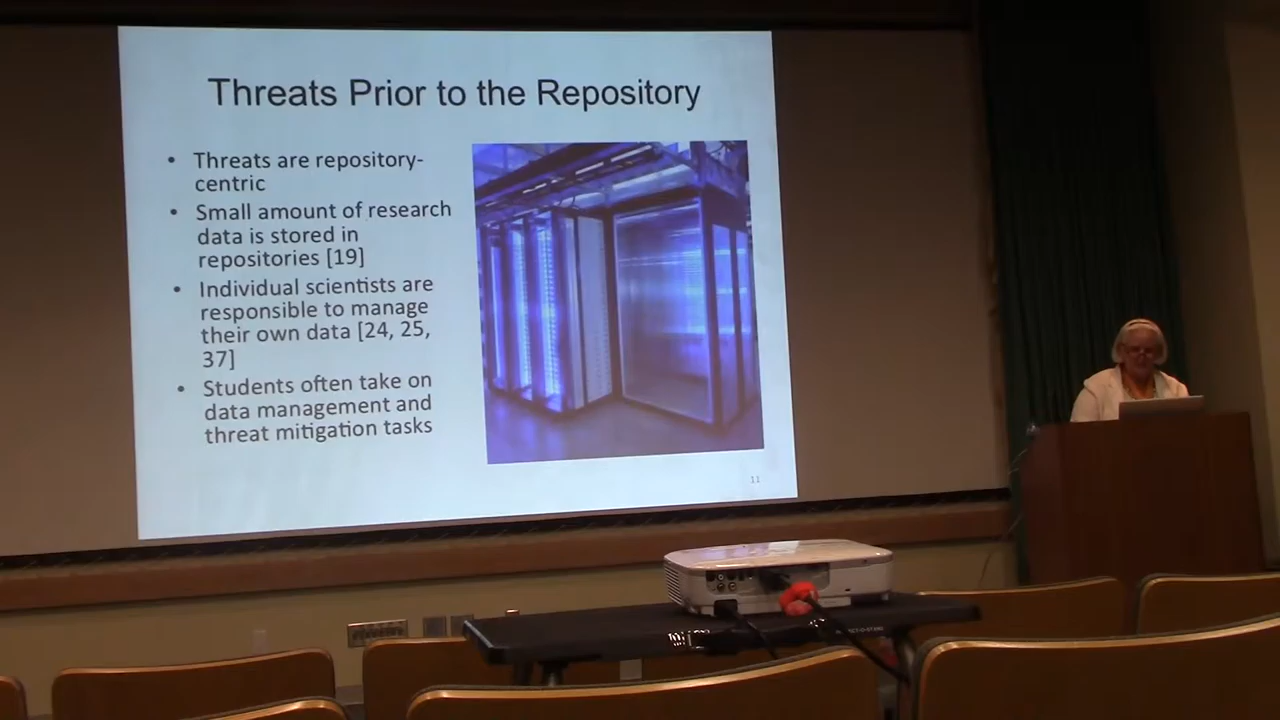 Threats Prior to the Repository
• Threats are repository-
centric
• Small amount of research
data is stored in
repositories [19]
• Individual scientists are
responsible to manage
their own data [24, 25,
37]
• Students often take on
data management and
threat mitigation tasks
11